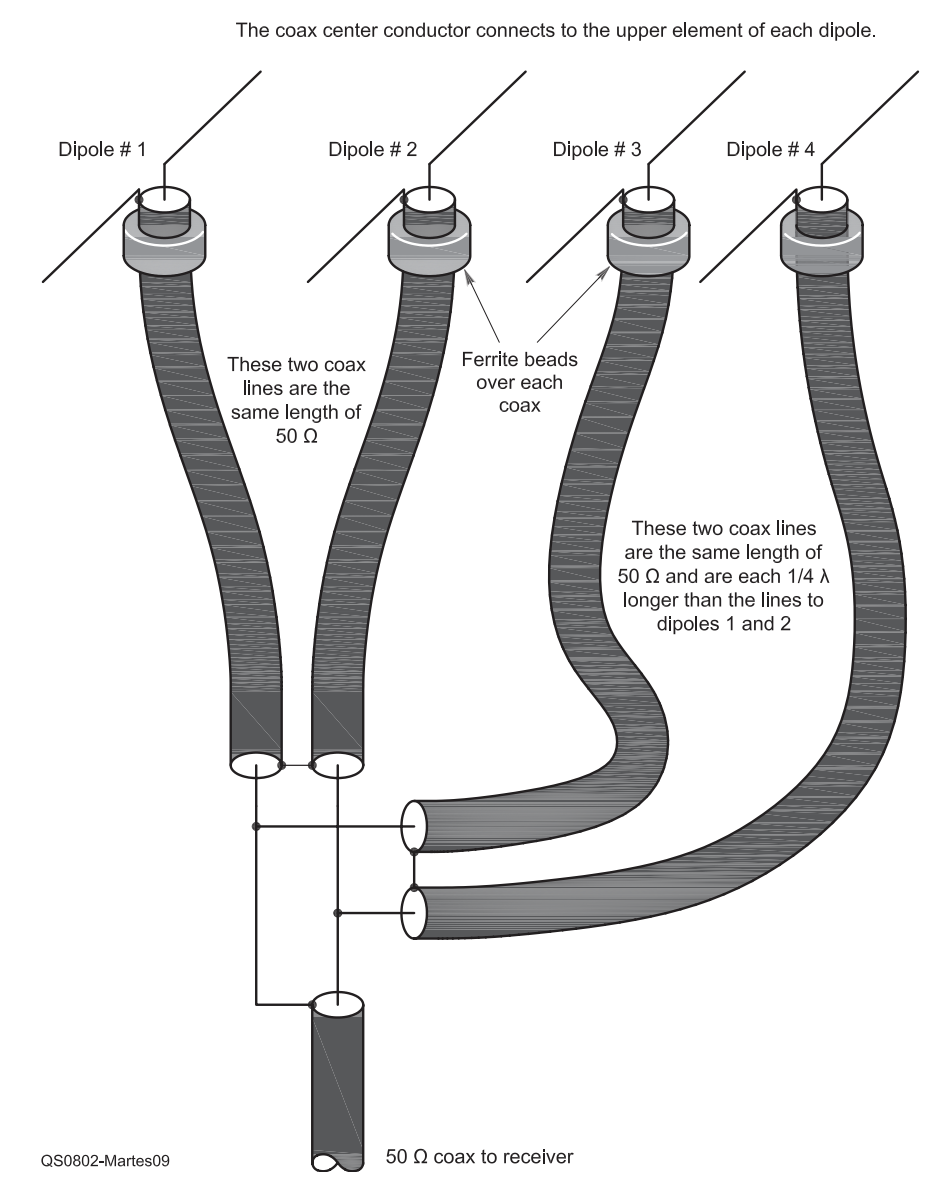 The coax center conductor connects to the upper element of each dipole.
Dipole # 1
Dipole # 2
Dipole # 3
Dipole # 4
These two coax
lines are the
same length of
50 Ω
Ferrite beads
over each
coax
These two coax lines
are the same length of
50 Ω and are each 1/4 λ
longer than the lines to
dipoles 1 and 2
QS0802-Martes09
50 Ω coax to receiver